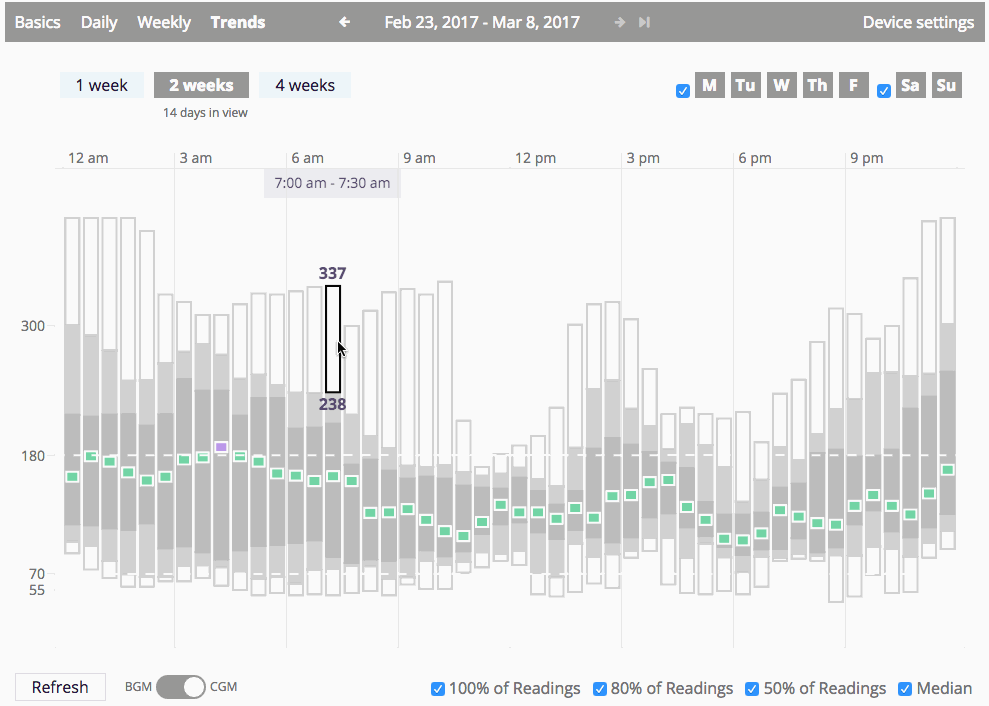 Basics Daily Weekly Trends Feb 23, 2017 - Mar 8, 2017 Device settings
1 week 2 weeks 4 weeks M Tu W Th F Sa Su
14 days in view
12 am 3 am 6 am 9 am 12 pm 3 pm 6 pm 9 pm
7:00 am - 7:30 am
337
300
238
180
70
55
Refresh BGM CGM 100% of Readings 80% of Readings 50% of Readings Median